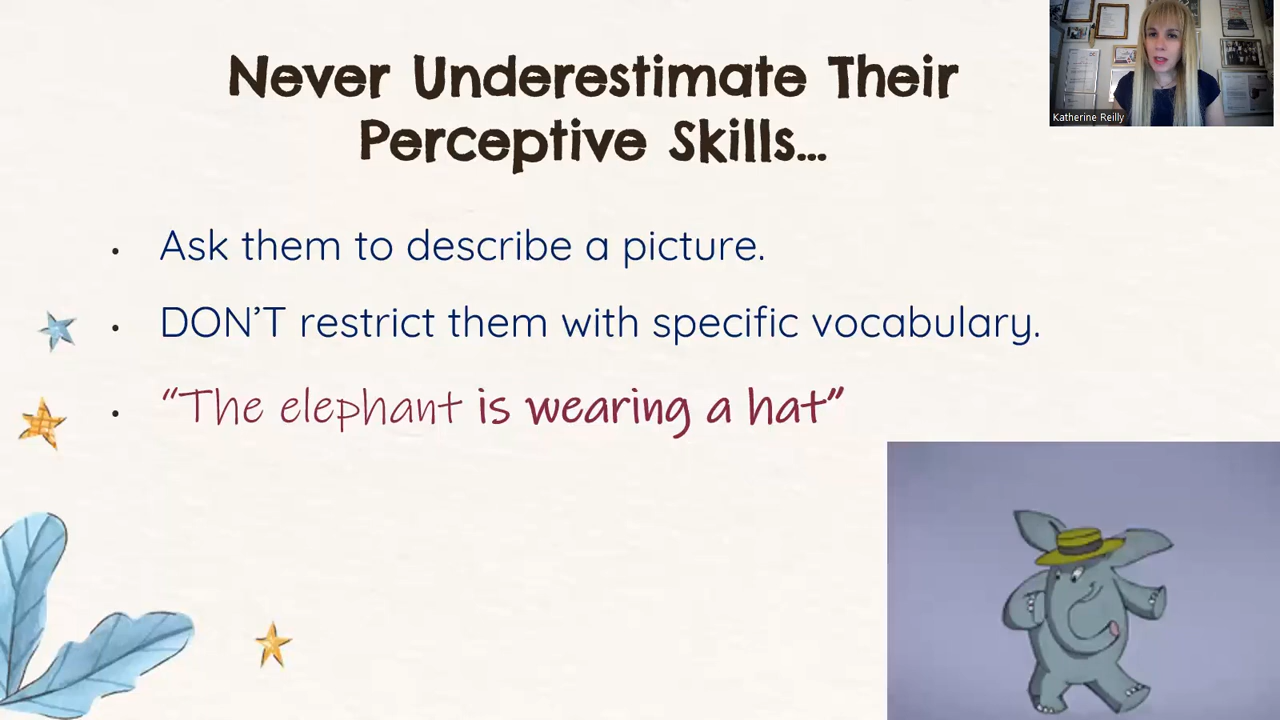 Never Underestimate Their
Perceptive Skills...
Katherine Reilly
• Ask them to describe a picture.
• DON'T restrict them with specific vocabulary.
• “The elephant is wearing a hat”